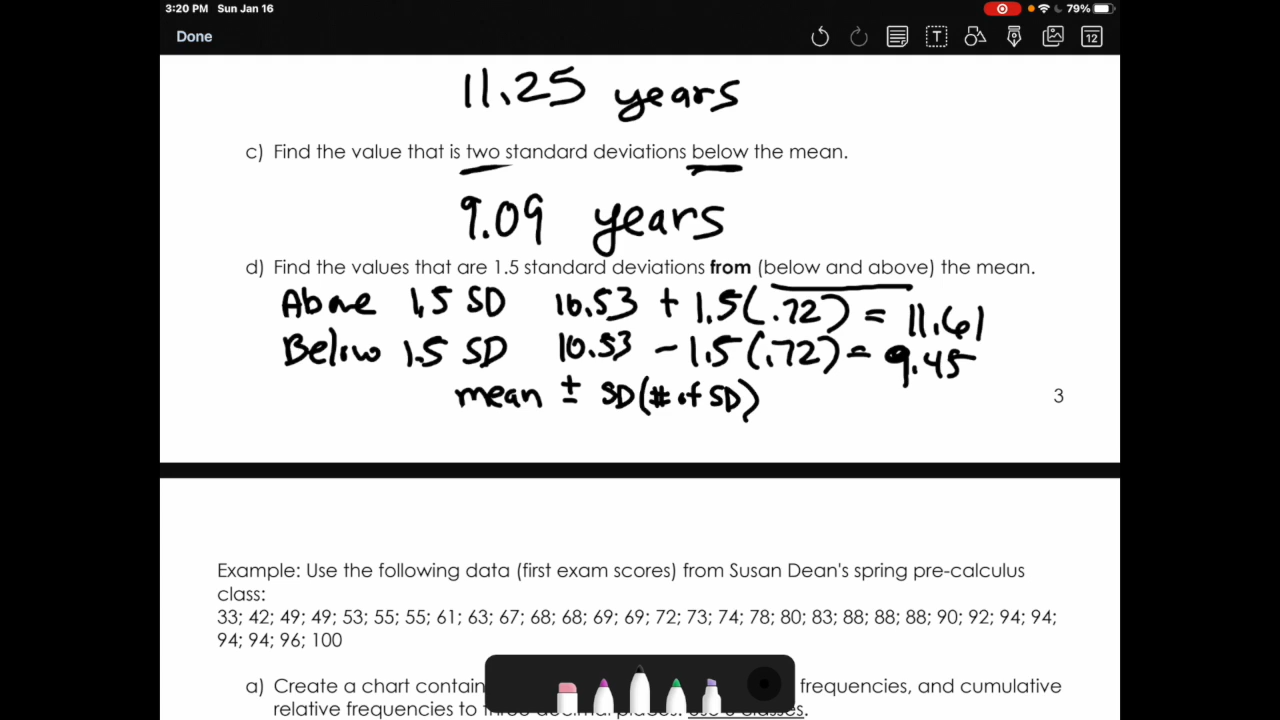 3:20 PM Sun Jan 16
79%
Done
T
12
11.25 years
c) Find the value that is two standard deviations below the mean.
9.09 years
d) Find the values that are 1.5 standard deviations from (below and above) the mean.
Above 1.5 SD 10.53 + 1.5(.72) = 11.61
Below 1.5 SD 10.53 - 1.5(.72) = 9.45
mean ± SD(# of SD)
3
Example: Use the following data (first exam scores) from Susan Dean's spring pre-calculus
class:
33; 42; 49; 49; 53; 55; 55; 61; 63; 67; 68; 68; 69; 69; 72; 73; 74; 78; 80; 83; 88; 88; 88; 90; 92; 94; 94;
94; 94; 96; 100
a) Create a chart contain frequencies, and cumulative
relative frequencies to